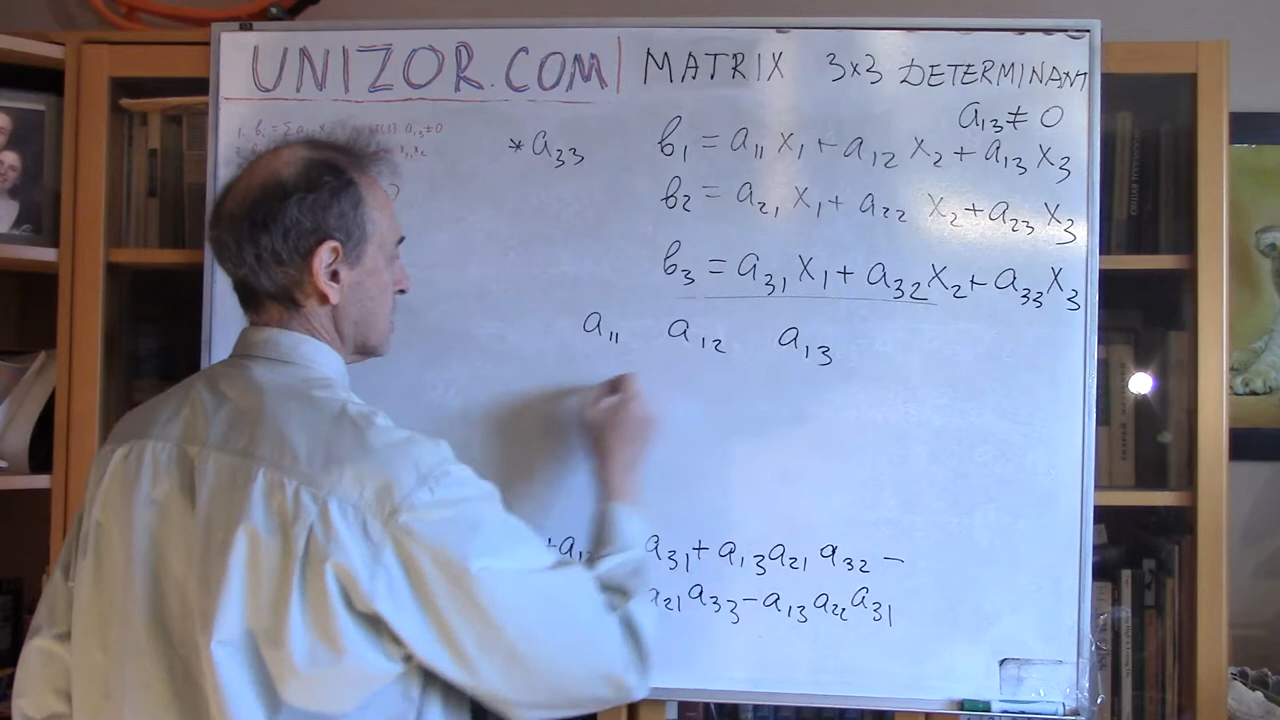 UNIZOR.COM | MATRIX 3x3 DETERMINANT
a₁₃ ≠ 0
* a₃₃
b₁ = a₁₁ x₁ + a₁₂ x₂ + a₁₃ x₃
b₂ = a₂₁ x₁ + a₂₂ x₂ + a₂₃ x₃
b₃ = a₃₁ x₁ + a₃₂ x₂ + a₃₃ x₃
a₁₁ a₁₂ a₁₃
a₃₁ + a₁₃ a₂₁ a₃₂ −
a₂₁ a₃₃ − a₁₃ a₂₂ a₃₁